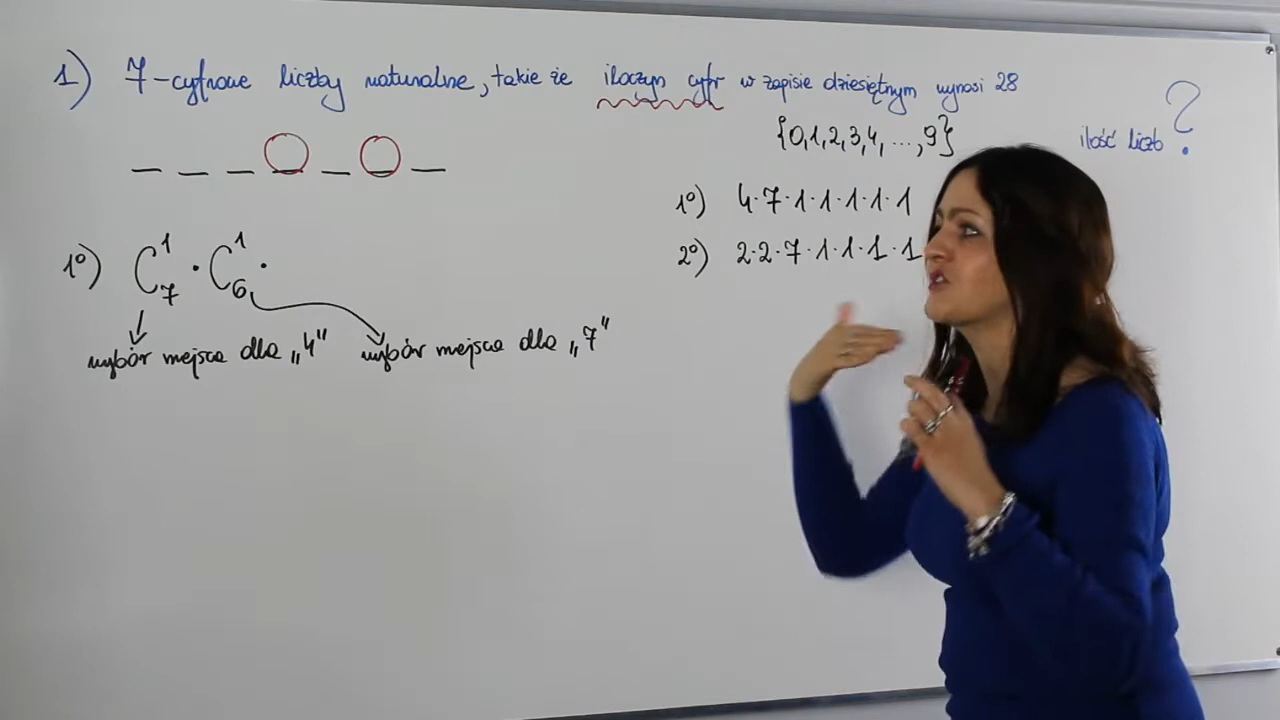 1) 7-cyfrowe liczby naturalne, takie że iloczyn cyfr w zapisie dziesiętnym wynosi 28
{0,1,2,3,4, ..., 9}
ilość liczb ?
1°) 4·7·1·1·1·1·1
2°) 2·2·7·1·1·1·1
1°) C₇¹ · C₆¹ ·
wybór miejsca dla „4" wybór miejsca dla „7"